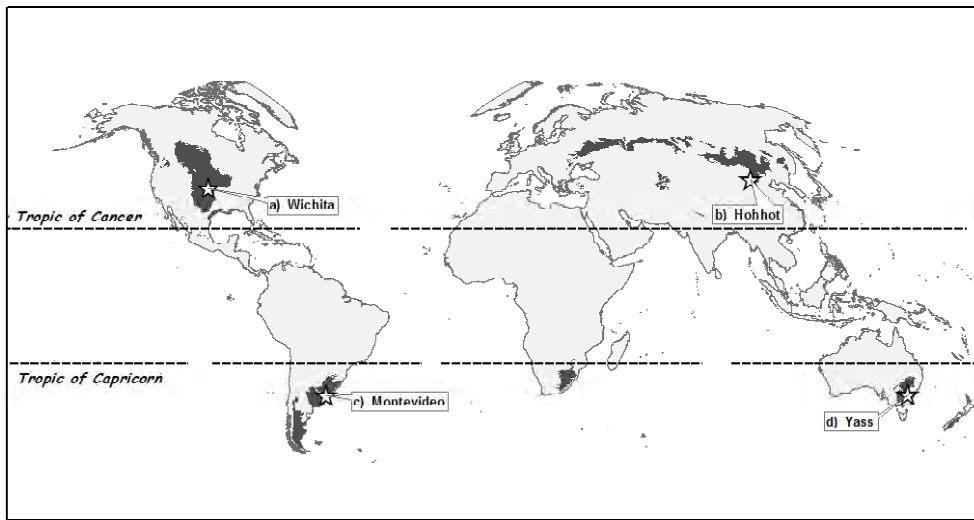 a) Wichita
Tropic of Cancer
b) Hohhot
Tropic of Capricorn
c) Montevideo
d) Yass